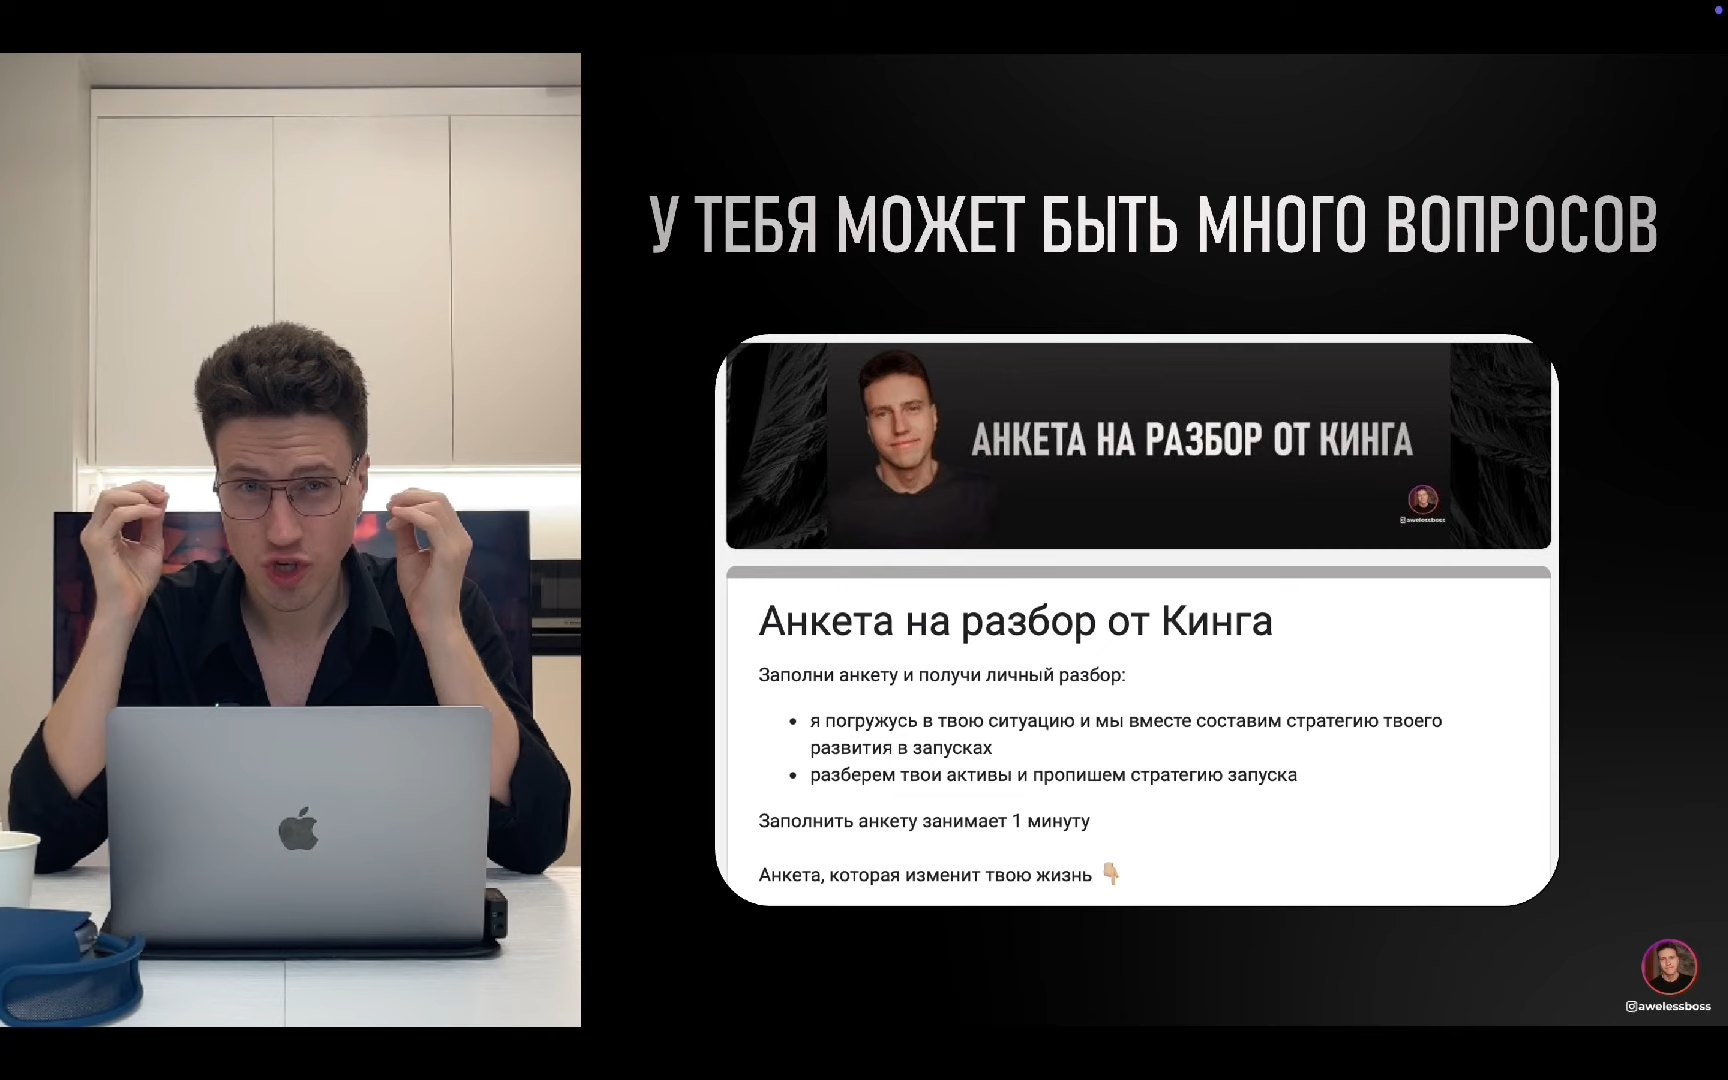 У ТЕБЯ МОЖЕТ БЫТЬ МНОГО ВОПРОСОВ
АНКЕТА НА РАЗБОР ОТ КИНГА
awelessboss
Анкета на разбор от Кинга
Заполни анкету и получи личный разбор:
• я погружусь в твою ситуацию и мы вместе составим стратегию твоего
развития в запусках
• разберем твои активы и пропишем стратегию запуска
Заполнить анкету занимает 1 минуту
Анкета, которая изменит твою жизнь 👇🏼
awelessboss